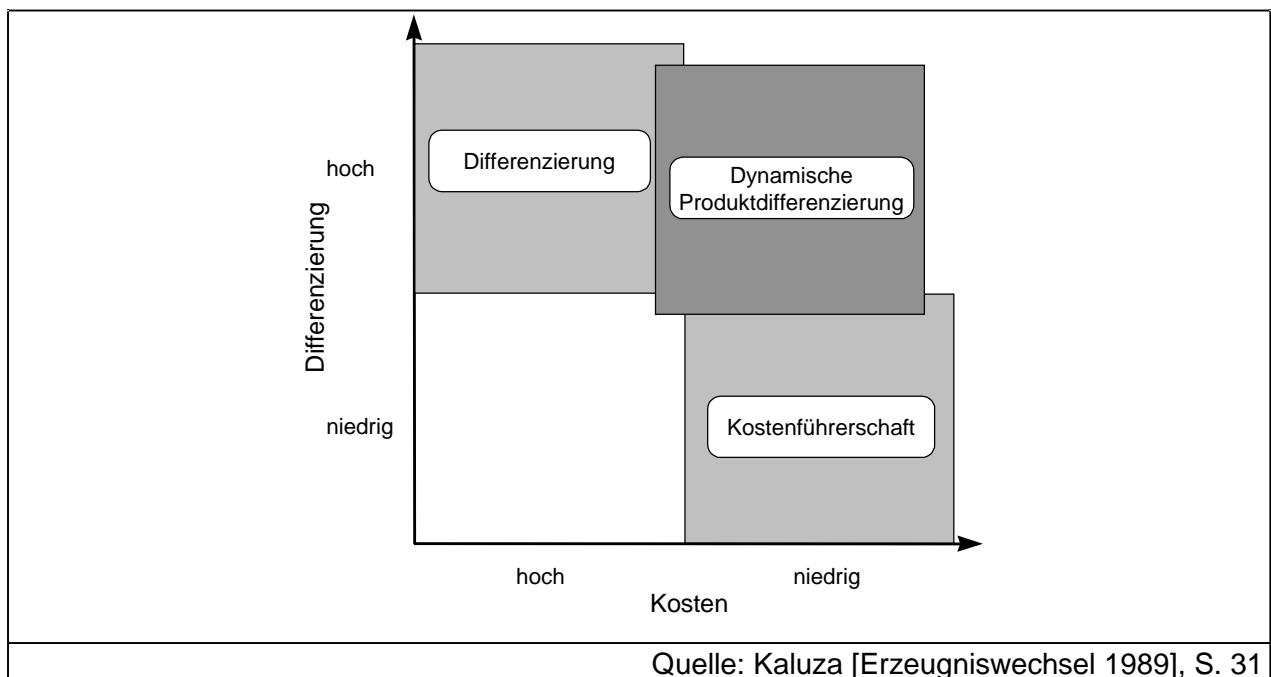 Differenzierung
hoch
niedrig
Differenzierung
Dynamische
Produktdifferenzierung
Kostenführerschaft
hoch
niedrig
Kosten
Quelle: Kaluza [Erzeugniswechsel 1989], S. 31